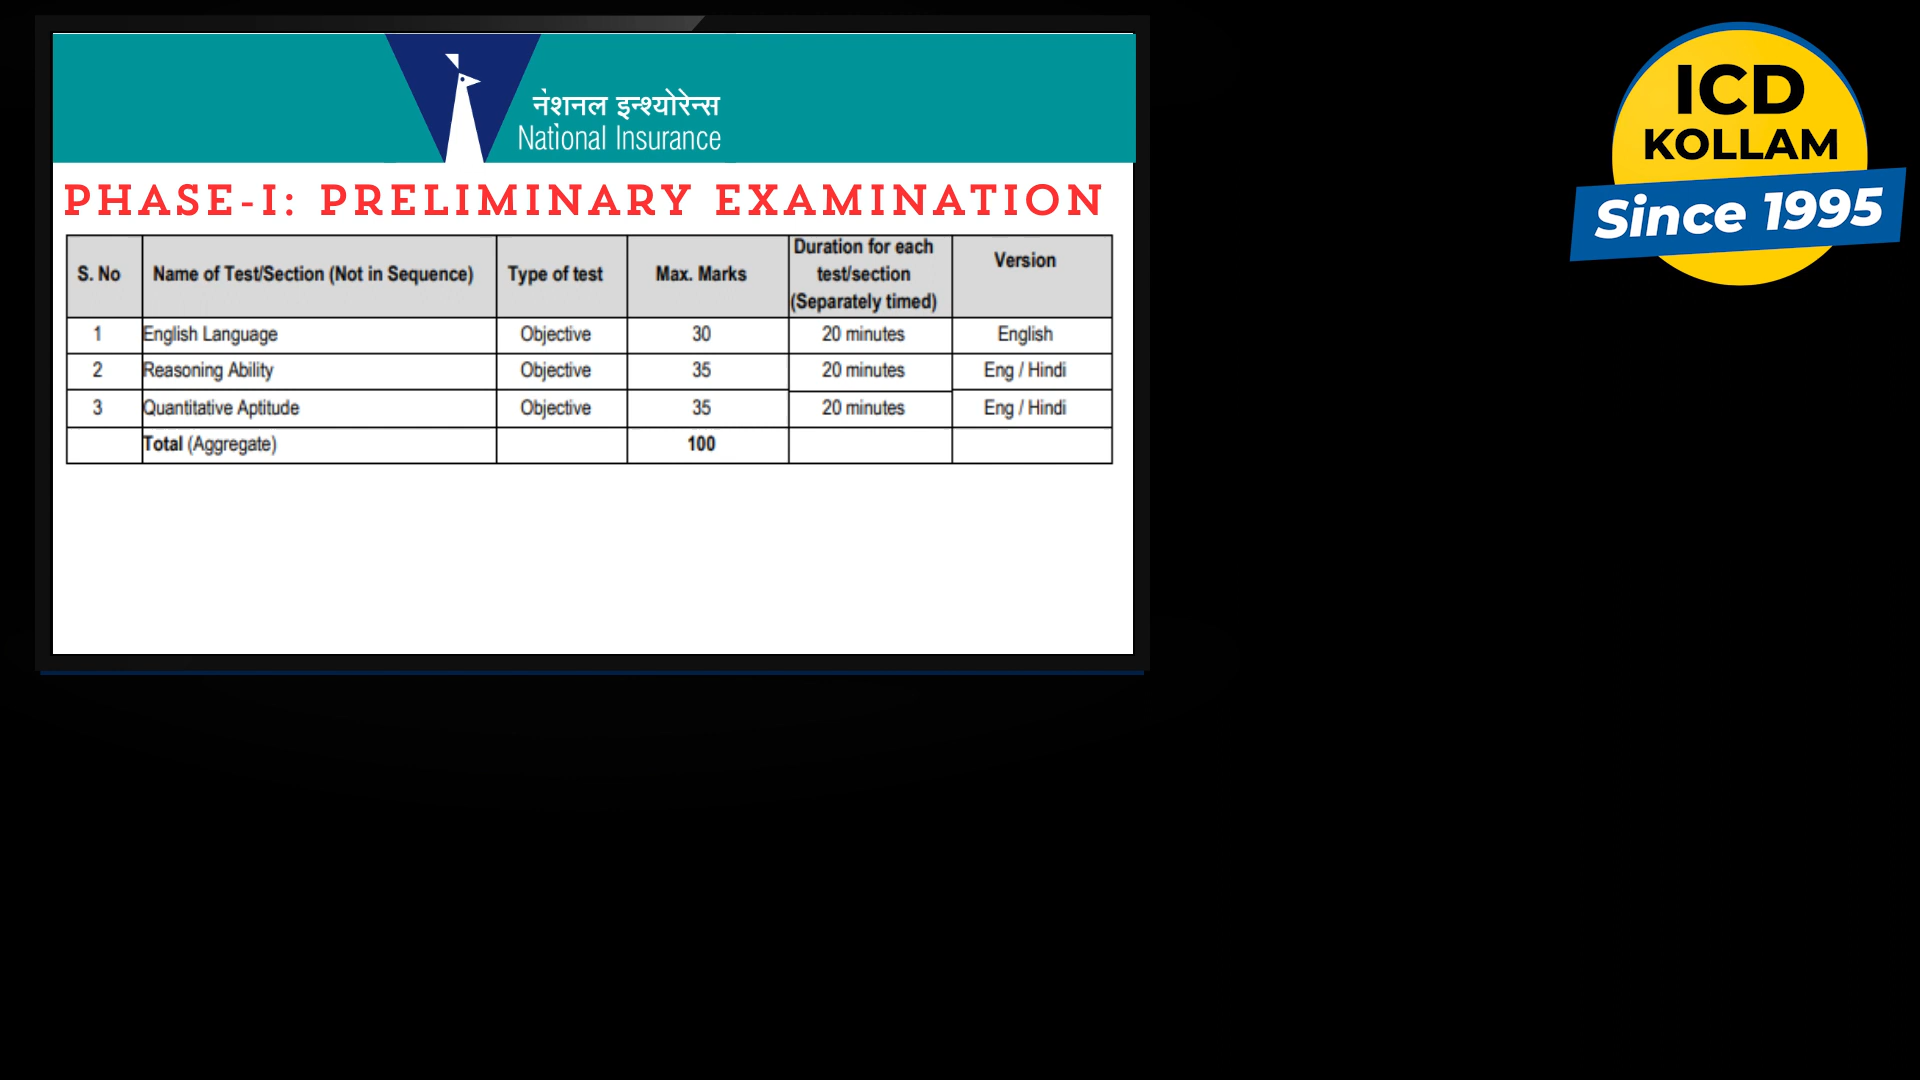 नेशनल इन्श्योरेन्स
National Insurance
PHASE-I: PRELIMINARY EXAMINATION
S. No Name of Test/Section (Not in Sequence) Type of test Max. Marks Duration for each test/section (Separately timed) Version
1 English Language Objective 30 20 minutes English
2 Reasoning Ability Objective 35 20 minutes Eng / Hindi
3 Quantitative Aptitude Objective 35 20 minutes Eng / Hindi
Total (Aggregate) 100
ICD
KOLLAM
Since 1995